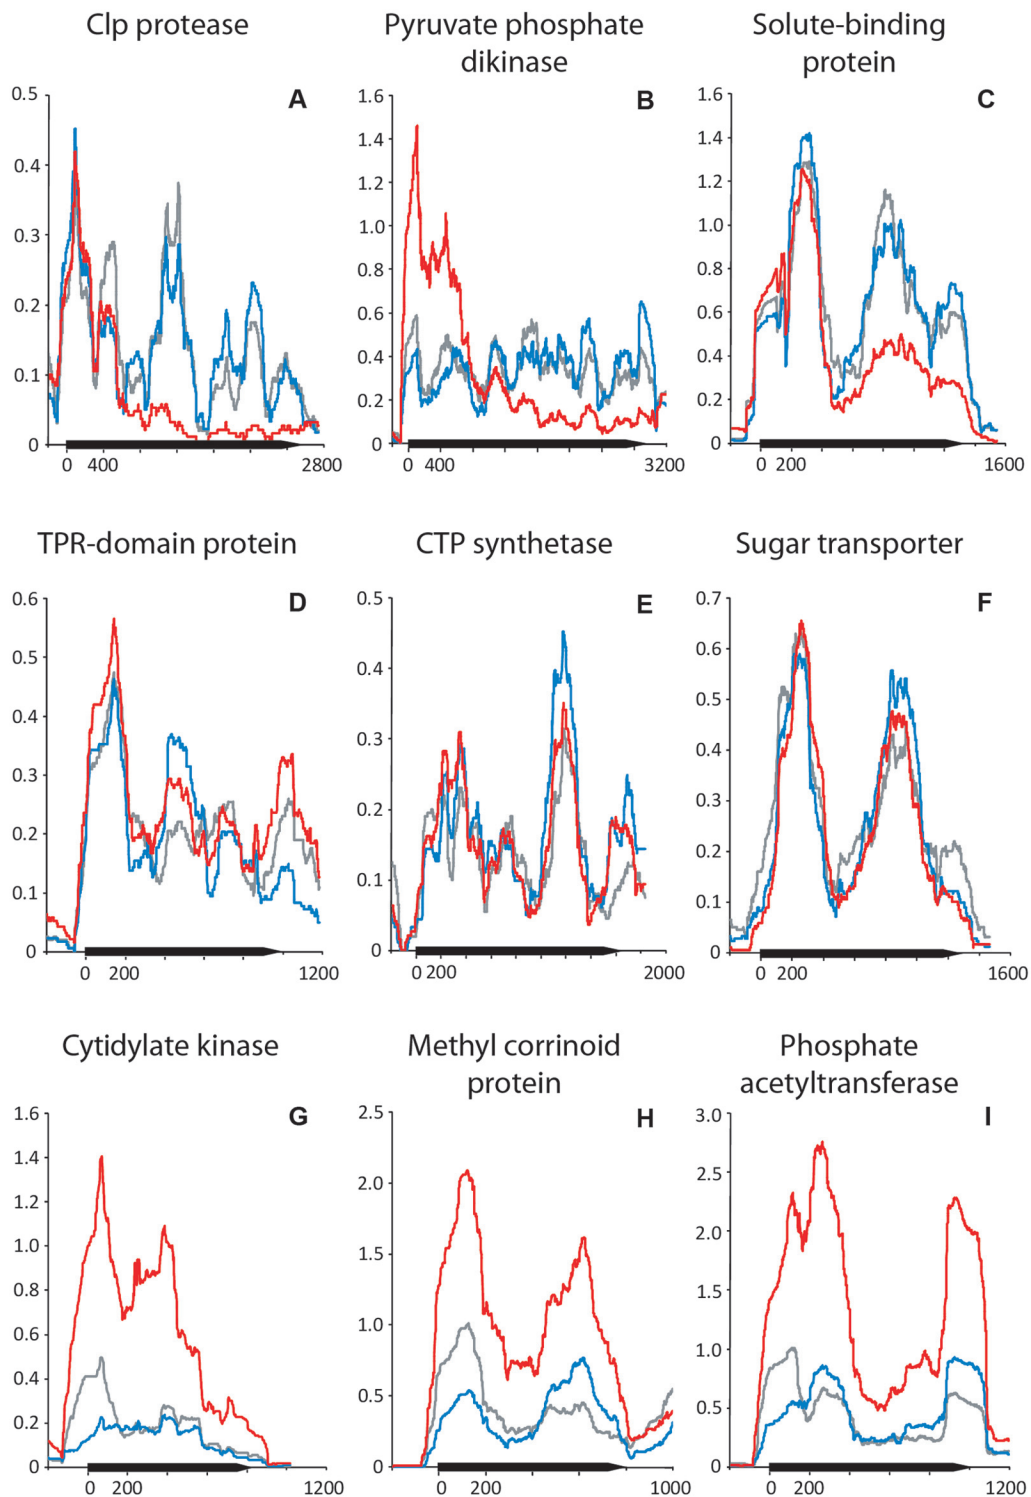 Clp protease
Pyruvate phosphate
dikinase
Solute-binding
protein
A
0.5
0.4
0.3
0.2
0.1
0
0 400 2800
B
1.6
1.4
1.2
1.0
0.8
0.6
0.4
0.2
0
0 400 3200
C
1.6
1.4
1.2
1.0
0.8
0.6
0.4
0.2
0
0 200 1600
TPR-domain protein
CTP synthetase
Sugar transporter
D
0.6
0.5
0.4
0.3
0.2
0.1
0
0 200 1200
E
0.5
0.4
0.3
0.2
0.1
0
0 200 2000
F
0.7
0.6
0.5
0.4
0.3
0.2
0.1
0
0 200 1600
Cytidylate kinase
Methyl corrinoid
protein
Phosphate
acetyltransferase
G
1.6
1.4
1.2
1.0
0.8
0.6
0.4
0.2
0
0 200 1200
H
2.5
2.0
1.5
1.0
0.5
0
0 200 1000
I
3.0
2.5
2.0
1.5
1.0
0.5
0
0 200 1200